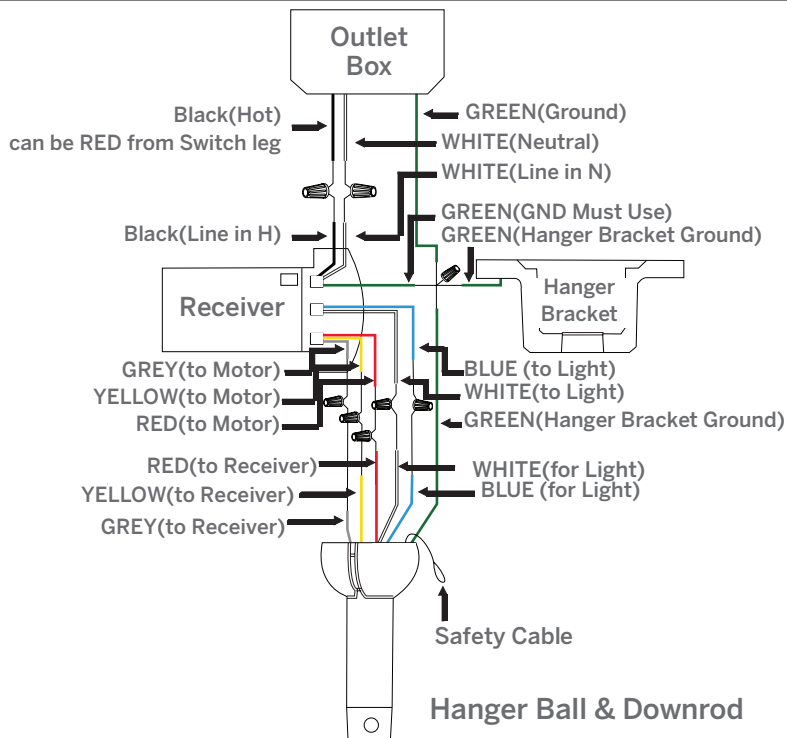 Outlet
Box
Black(Hot)
can be RED from Switch leg
GREEN(Ground)
WHITE(Neutral)
WHITE(Line in N)
GREEN(GND Must Use)
Black(Line in H)
GREEN(Hanger Bracket Ground)
Receiver
Hanger
Bracket
GREY(to Motor)
YELLOW(to Motor)
RED(to Motor)
BLUE (to Light)
WHITE(to Light)
GREEN(Hanger Bracket Ground)
RED(to Receiver)
YELLOW(to Receiver)
GREY(to Receiver)
WHITE(for Light)
BLUE (for Light)
Safety Cable
Hanger Ball & Downrod